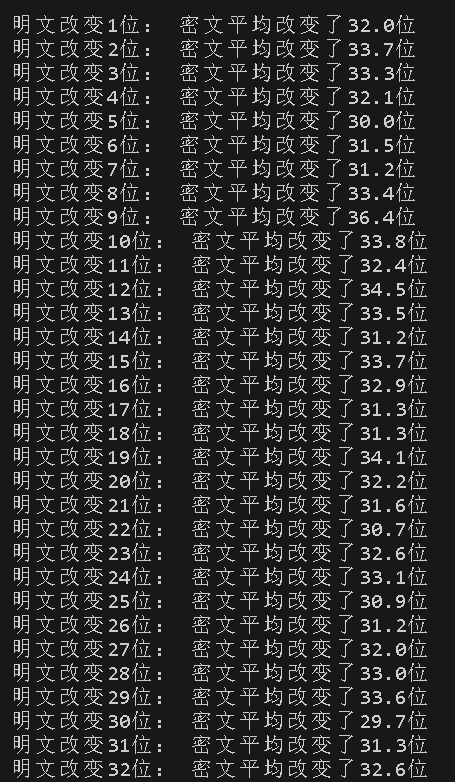 明文改变1位： 密文平均改变了32.0位
明文改变2位： 密文平均改变了33.7位
明文改变3位： 密文平均改变了33.3位
明文改变4位： 密文平均改变了32.1位
明文改变5位： 密文平均改变了30.0位
明文改变6位： 密文平均改变了31.5位
明文改变7位： 密文平均改变了31.2位
明文改变8位： 密文平均改变了33.4位
明文改变9位： 密文平均改变了36.4位
明文改变10位： 密文平均改变了33.8位
明文改变11位： 密文平均改变了32.4位
明文改变12位： 密文平均改变了34.5位
明文改变13位： 密文平均改变了33.5位
明文改变14位： 密文平均改变了31.2位
明文改变15位： 密文平均改变了33.7位
明文改变16位： 密文平均改变了32.9位
明文改变17位： 密文平均改变了31.3位
明文改变18位： 密文平均改变了31.3位
明文改变19位： 密文平均改变了34.1位
明文改变20位： 密文平均改变了32.2位
明文改变21位： 密文平均改变了31.6位
明文改变22位： 密文平均改变了30.7位
明文改变23位： 密文平均改变了32.6位
明文改变24位： 密文平均改变了33.1位
明文改变25位： 密文平均改变了30.9位
明文改变26位： 密文平均改变了31.2位
明文改变27位： 密文平均改变了32.0位
明文改变28位： 密文平均改变了33.0位
明文改变29位： 密文平均改变了33.6位
明文改变30位： 密文平均改变了29.7位
明文改变31位： 密文平均改变了31.3位
明文改变32位： 密文平均改变了32.6位